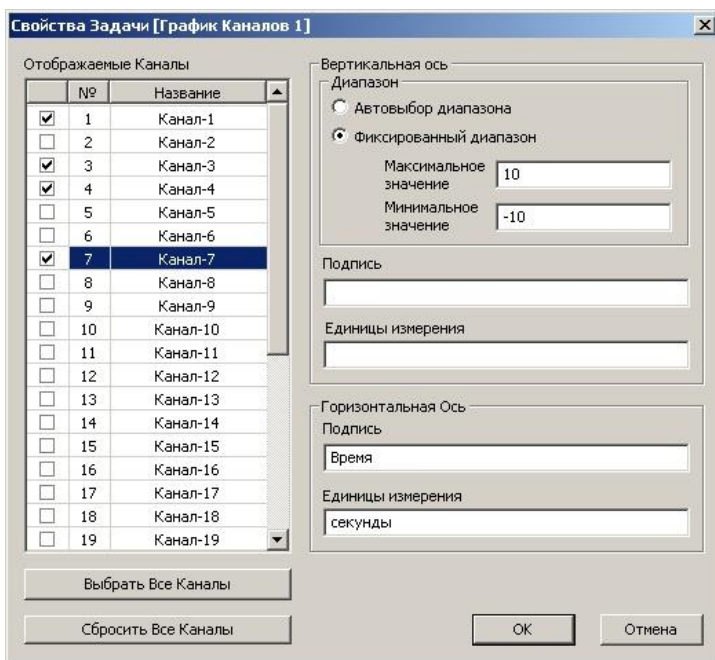 Свойства Задачи [График Каналов 1]
Отображаемые Каналы
№ Название
1 Канал-1
2 Канал-2
3 Канал-3
4 Канал-4
5 Канал-5
6 Канал-6
7 Канал-7
8 Канал-8
9 Канал-9
10 Канал-10
11 Канал-11
12 Канал-12
13 Канал-13
14 Канал-14
15 Канал-15
16 Канал-16
17 Канал-17
18 Канал-18
19 Канал-19
Выбрать Все Каналы
Сбросить Все Каналы
Вертикальная ось
Диапазон
Автовыбор диапазона
Фиксированный диапазон
Максимальное
значение
10
Минимальное
значение
-10
Подпись
Единицы измерения
Горизонтальная Ось
Подпись
Время
Единицы измерения
секунды
OK
Отмена